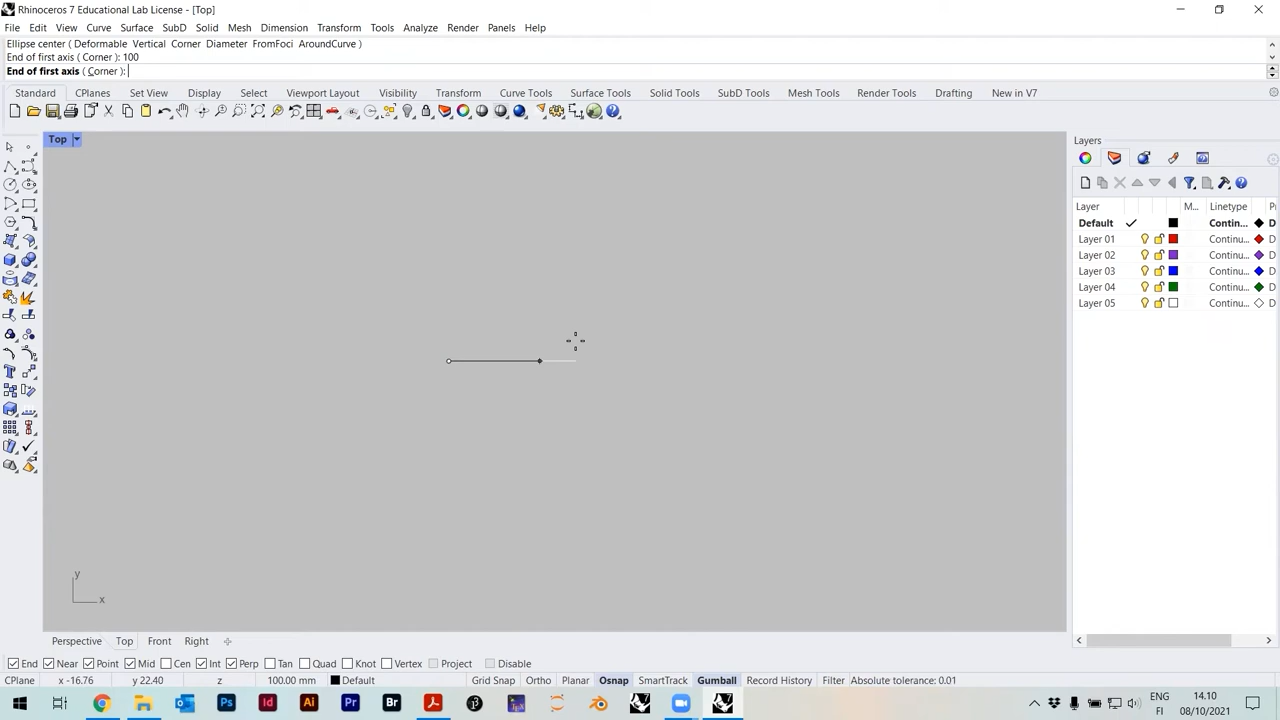 Rhinoceros 7 Educational Lab License - [Top]
File Edit View Curve Surface SubD Solid Mesh Dimension Transform Tools Analyze Render Panels Help
Ellipse center ( Deformable Vertical Corner Diameter FromFoci AroundCurve )
End of first axis ( Corner ): 100
End of first axis ( Corner ):
Standard CPlanes Set View Display Select Viewport Layout Visibility Transform Curve Tools Surface Tools Solid Tools SubD Tools Mesh Tools Render Tools Drafting New in V7
Top
Layers
Layer M... Linetype P
Default Contin... D
Layer 01 Continu... D
Layer 02 Continu... D
Layer 03 Continu... D
Layer 04 Continu... D
Layer 05 Continu... D
y
x
Perspective Top Front Right
End Near Point Mid Cen Int Perp Tan Quad Knot Vertex Project Disable
CPlane x -16.76 y 22.40 z 100.00 mm Default Grid Snap Ortho Planar Osnap SmartTrack Gumball Record History Filter Absolute tolerance: 0.01
Ps Id Ai Pr Br
ENG 14.10
FI 08/10/2021